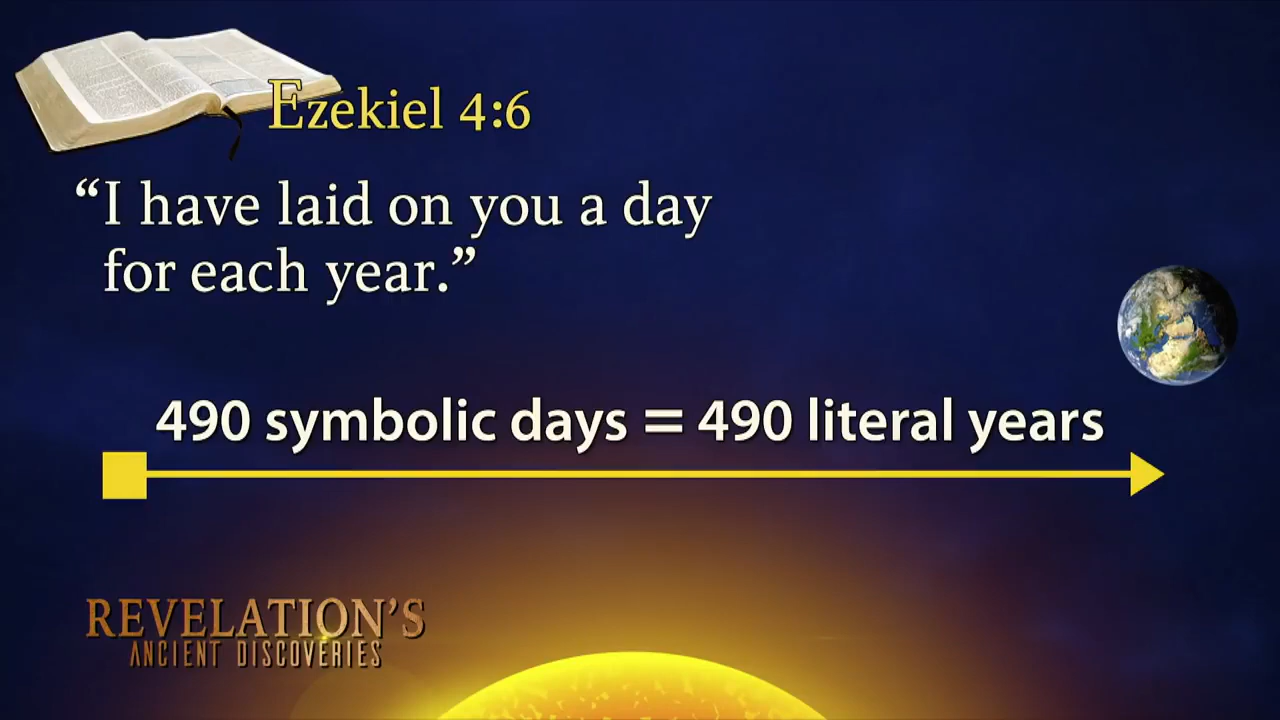 Ezekiel 4:6
“I have laid on you a day
for each year.”
490 symbolic days = 490 literal years
REVELATION’S
ANCIENT DISCOVERIES